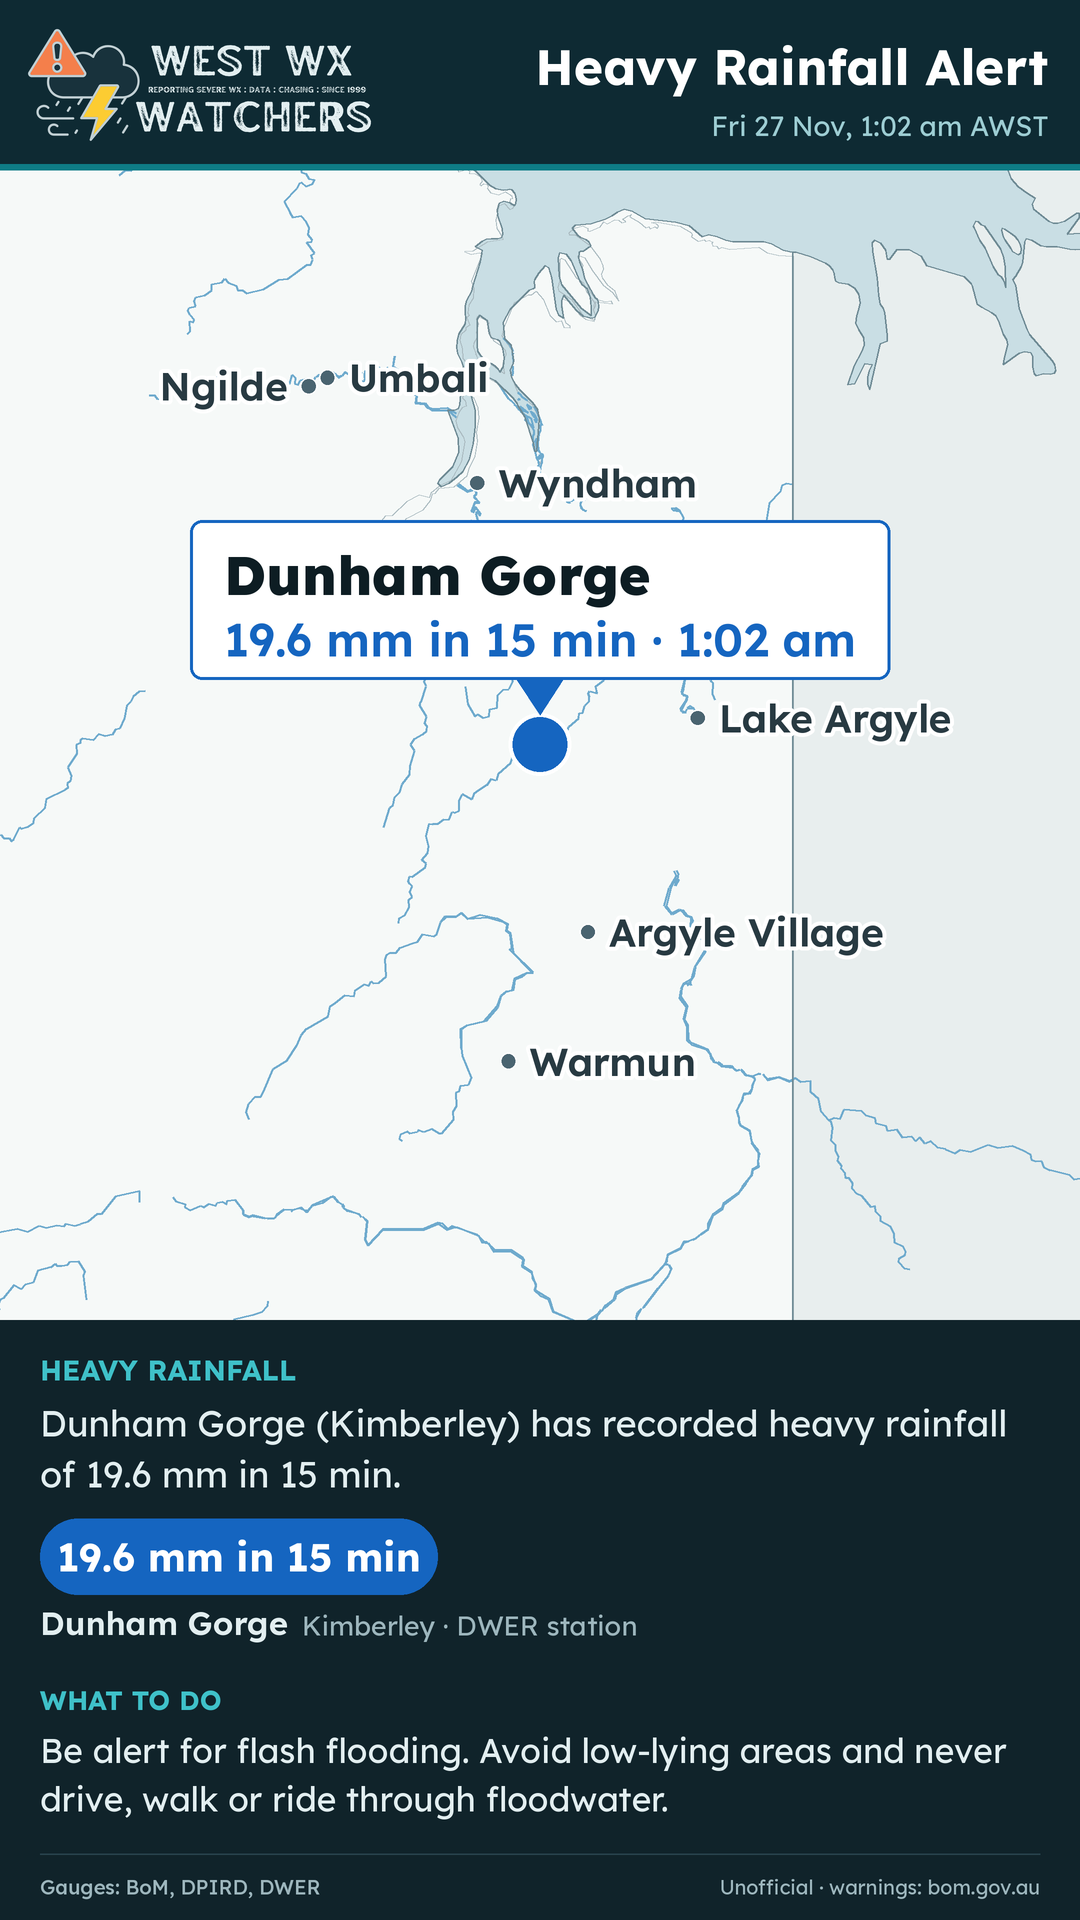 WEST WX
REPORTING SEVERE WX : DATA : CHASING : SINCE 1999
WATCHERS
Heavy Rainfall Alert
Fri 27 Nov, 1:02 am AWST
Ngilde
Umbali
Wyndham
Dunham Gorge
19.6 mm in 15 min · 1:02 am
Lake Argyle
Argyle Village
Warmun
HEAVY RAINFALL
Dunham Gorge (Kimberley) has recorded heavy rainfall
of 19.6 mm in 15 min.
19.6 mm in 15 min
Dunham Gorge Kimberley · DWER station
WHAT TO DO
Be alert for flash flooding. Avoid low-lying areas and never
drive, walk or ride through floodwater.
Gauges: BoM, DPIRD, DWER
Unofficial · warnings: bom.gov.au